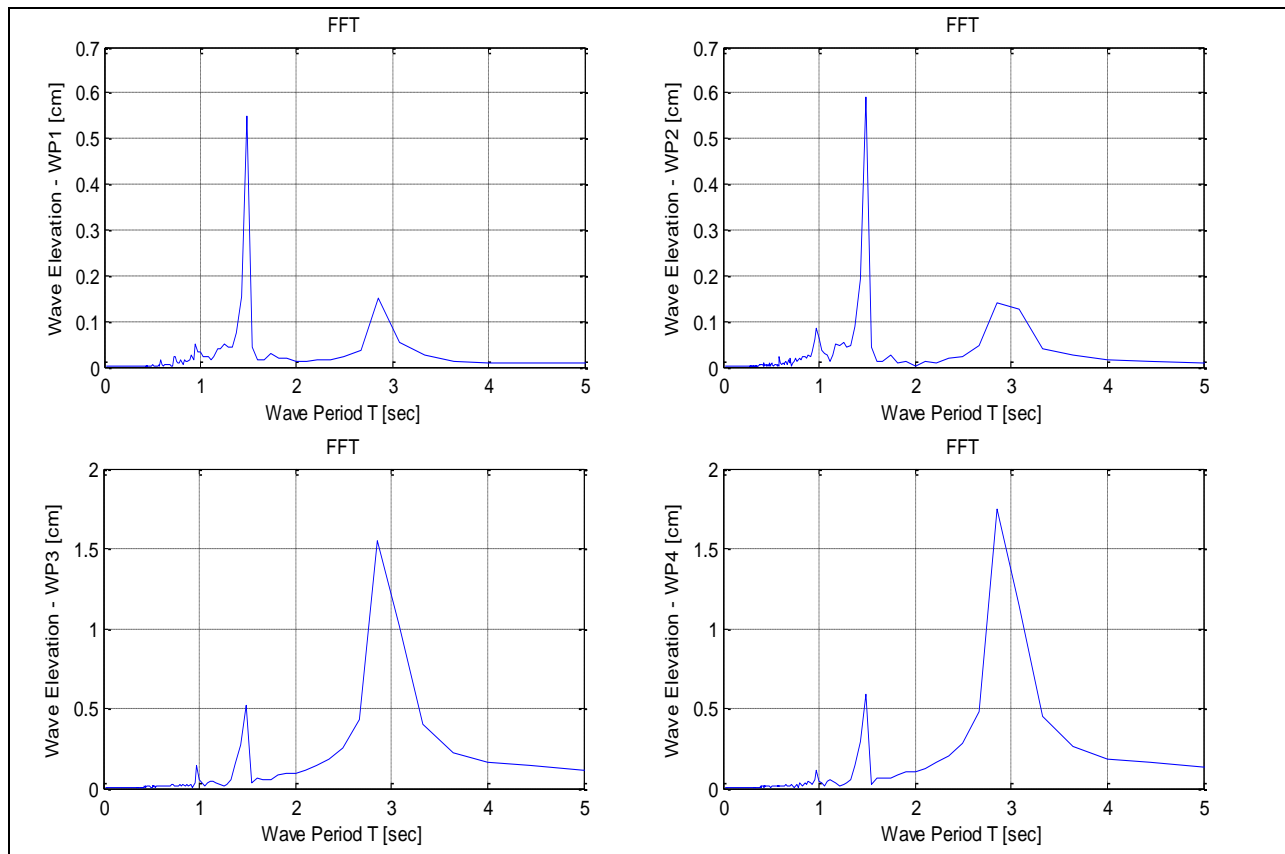 FFT
Wave Elevation - WP1 [cm]
0.7
0.6
0.5
0.4
0.3
0.2
0.1
0
0 1 2 3 4 5
Wave Period T [sec]
FFT
Wave Elevation - WP2 [cm]
0.7
0.6
0.5
0.4
0.3
0.2
0.1
0
0 1 2 3 4 5
Wave Period T [sec]
FFT
Wave Elevation - WP3 [cm]
2
1.5
1
0.5
0
0 1 2 3 4 5
Wave Period T [sec]
FFT
Wave Elevation - WP4 [cm]
2
1.5
1
0.5
0
0 1 2 3 4 5
Wave Period T [sec]